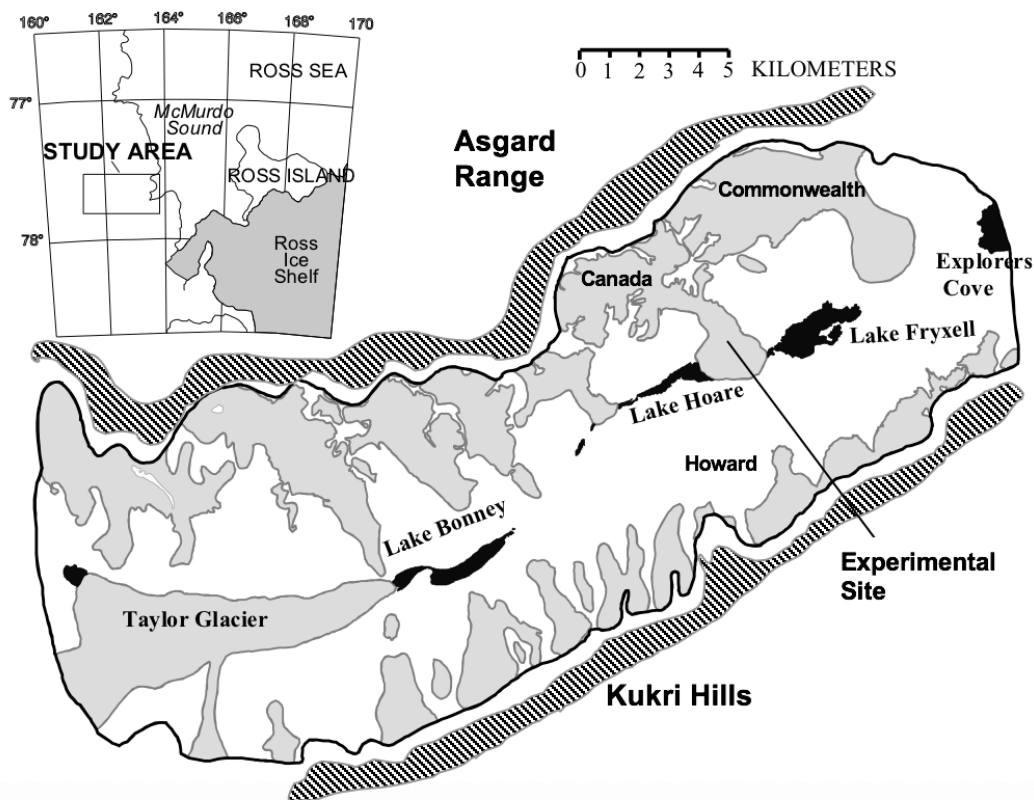 160°
162°
164°
166°
168°
170
77°
78°
ROSS SEA
McMurdo
Sound
STUDY AREA
ROSS ISLAND
Ross
Ice
Shelf
0 1 2 3 4 5 KILOMETERS
Asgard
Range
Commonwealth
Canada
Explorers
Cove
Lake Fryxell
Lake Hoare
Howard
Lake Bonney
Experimental
Site
Taylor Glacier
Kukri Hills